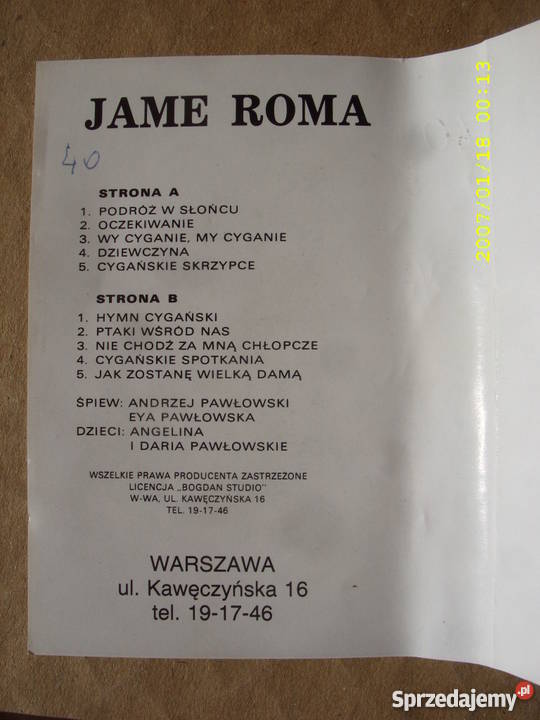 JAME ROMA
40
STRONA A
1. PODRÓŻ W SŁOŃCU
2. OCZEKIWANIE
3. WY CYGANIE, MY CYGANIE
4. DZIEWCZYNA
5. CYGAŃSKIE SKRZYPCE
STRONA B
1. HYMN CYGAŃSKI
2. PTAKI WŚRÓD NAS
3. NIE CHODŹ ZA MNĄ CHŁOPCZE
4. CYGAŃSKIE SPOTKANIA
5. JAK ZOSTANĘ WIELKĄ DAMĄ
ŚPIEW: ANDRZEJ PAWŁOWSKI
EYA PAWŁOWSKA
DZIECI: ANGELINA
I DARIA PAWŁOWSKIE
WSZELKIE PRAWA PRODUCENTA ZASTRZEŻONE
LICENCJA „BOGDAN STUDIO"
W-WA, UL. KAWĘCZYŃSKA 16
TEL. 19-17-46
WARSZAWA
ul. Kawęczyńska 16
tel. 19-17-46
2007/01/18 00:13
Sprzedajemy.pl